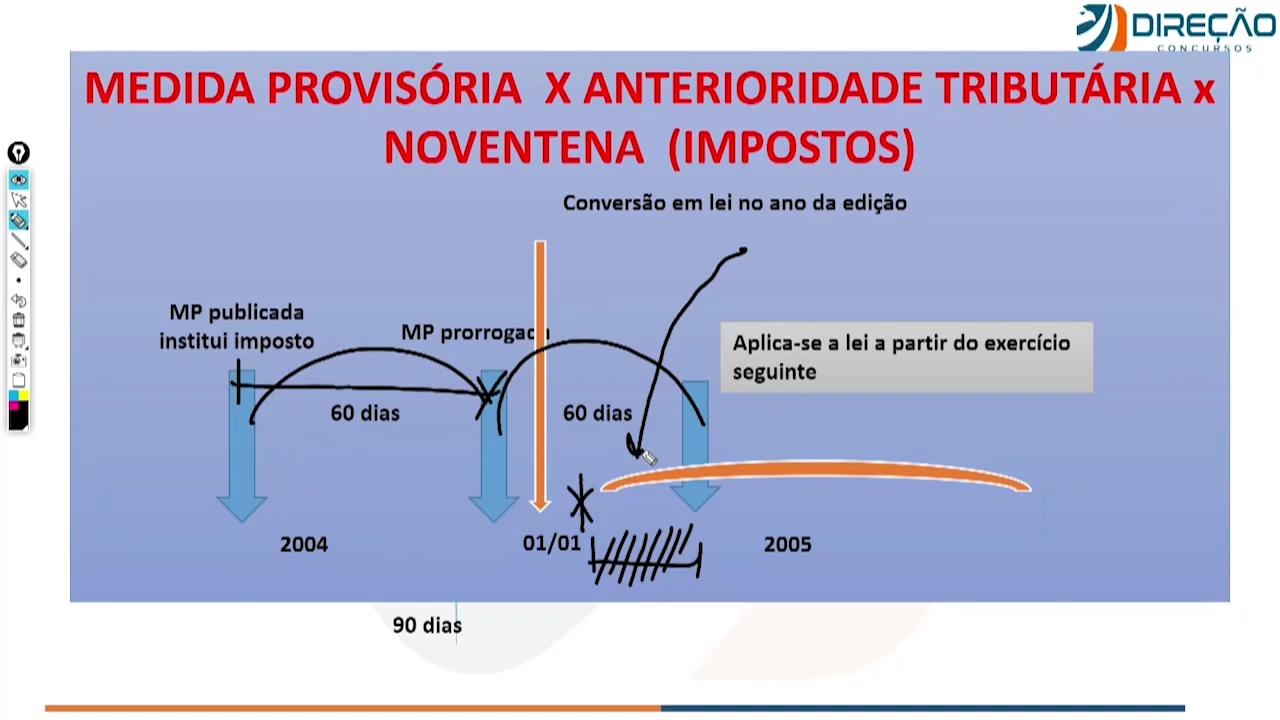 DIREÇÃO
CONCURSOS
MEDIDA PROVISÓRIA X ANTERIORIDADE TRIBUTÁRIA x
NOVENTENA (IMPOSTOS)
Conversão em lei no ano da edição
MP publicada
institui imposto
MP prorrogada
Aplica-se a lei a partir do exercício
seguinte
60 dias
60 dias
2004
01/01
2005
90 dias